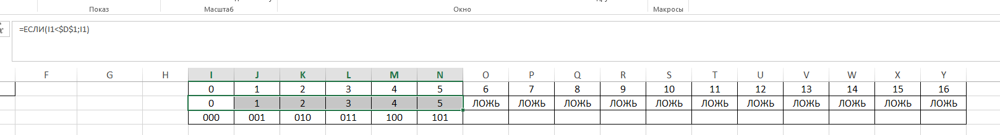 Показ Масштаб Окно Макросы
=ЕСЛИ(I1<$D$1;I1)
F G H I J K L M N O P Q R S T U V W X Y
0 1 2 3 4 5 6 7 8 9 10 11 12 13 14 15 16
0 1 2 3 4 5 ЛОЖЬ ЛОЖЬ ЛОЖЬ ЛОЖЬ ЛОЖЬ ЛОЖЬ ЛОЖЬ ЛОЖЬ ЛОЖЬ ЛОЖЬ ЛОЖЬ
000 001 010 011 100 101